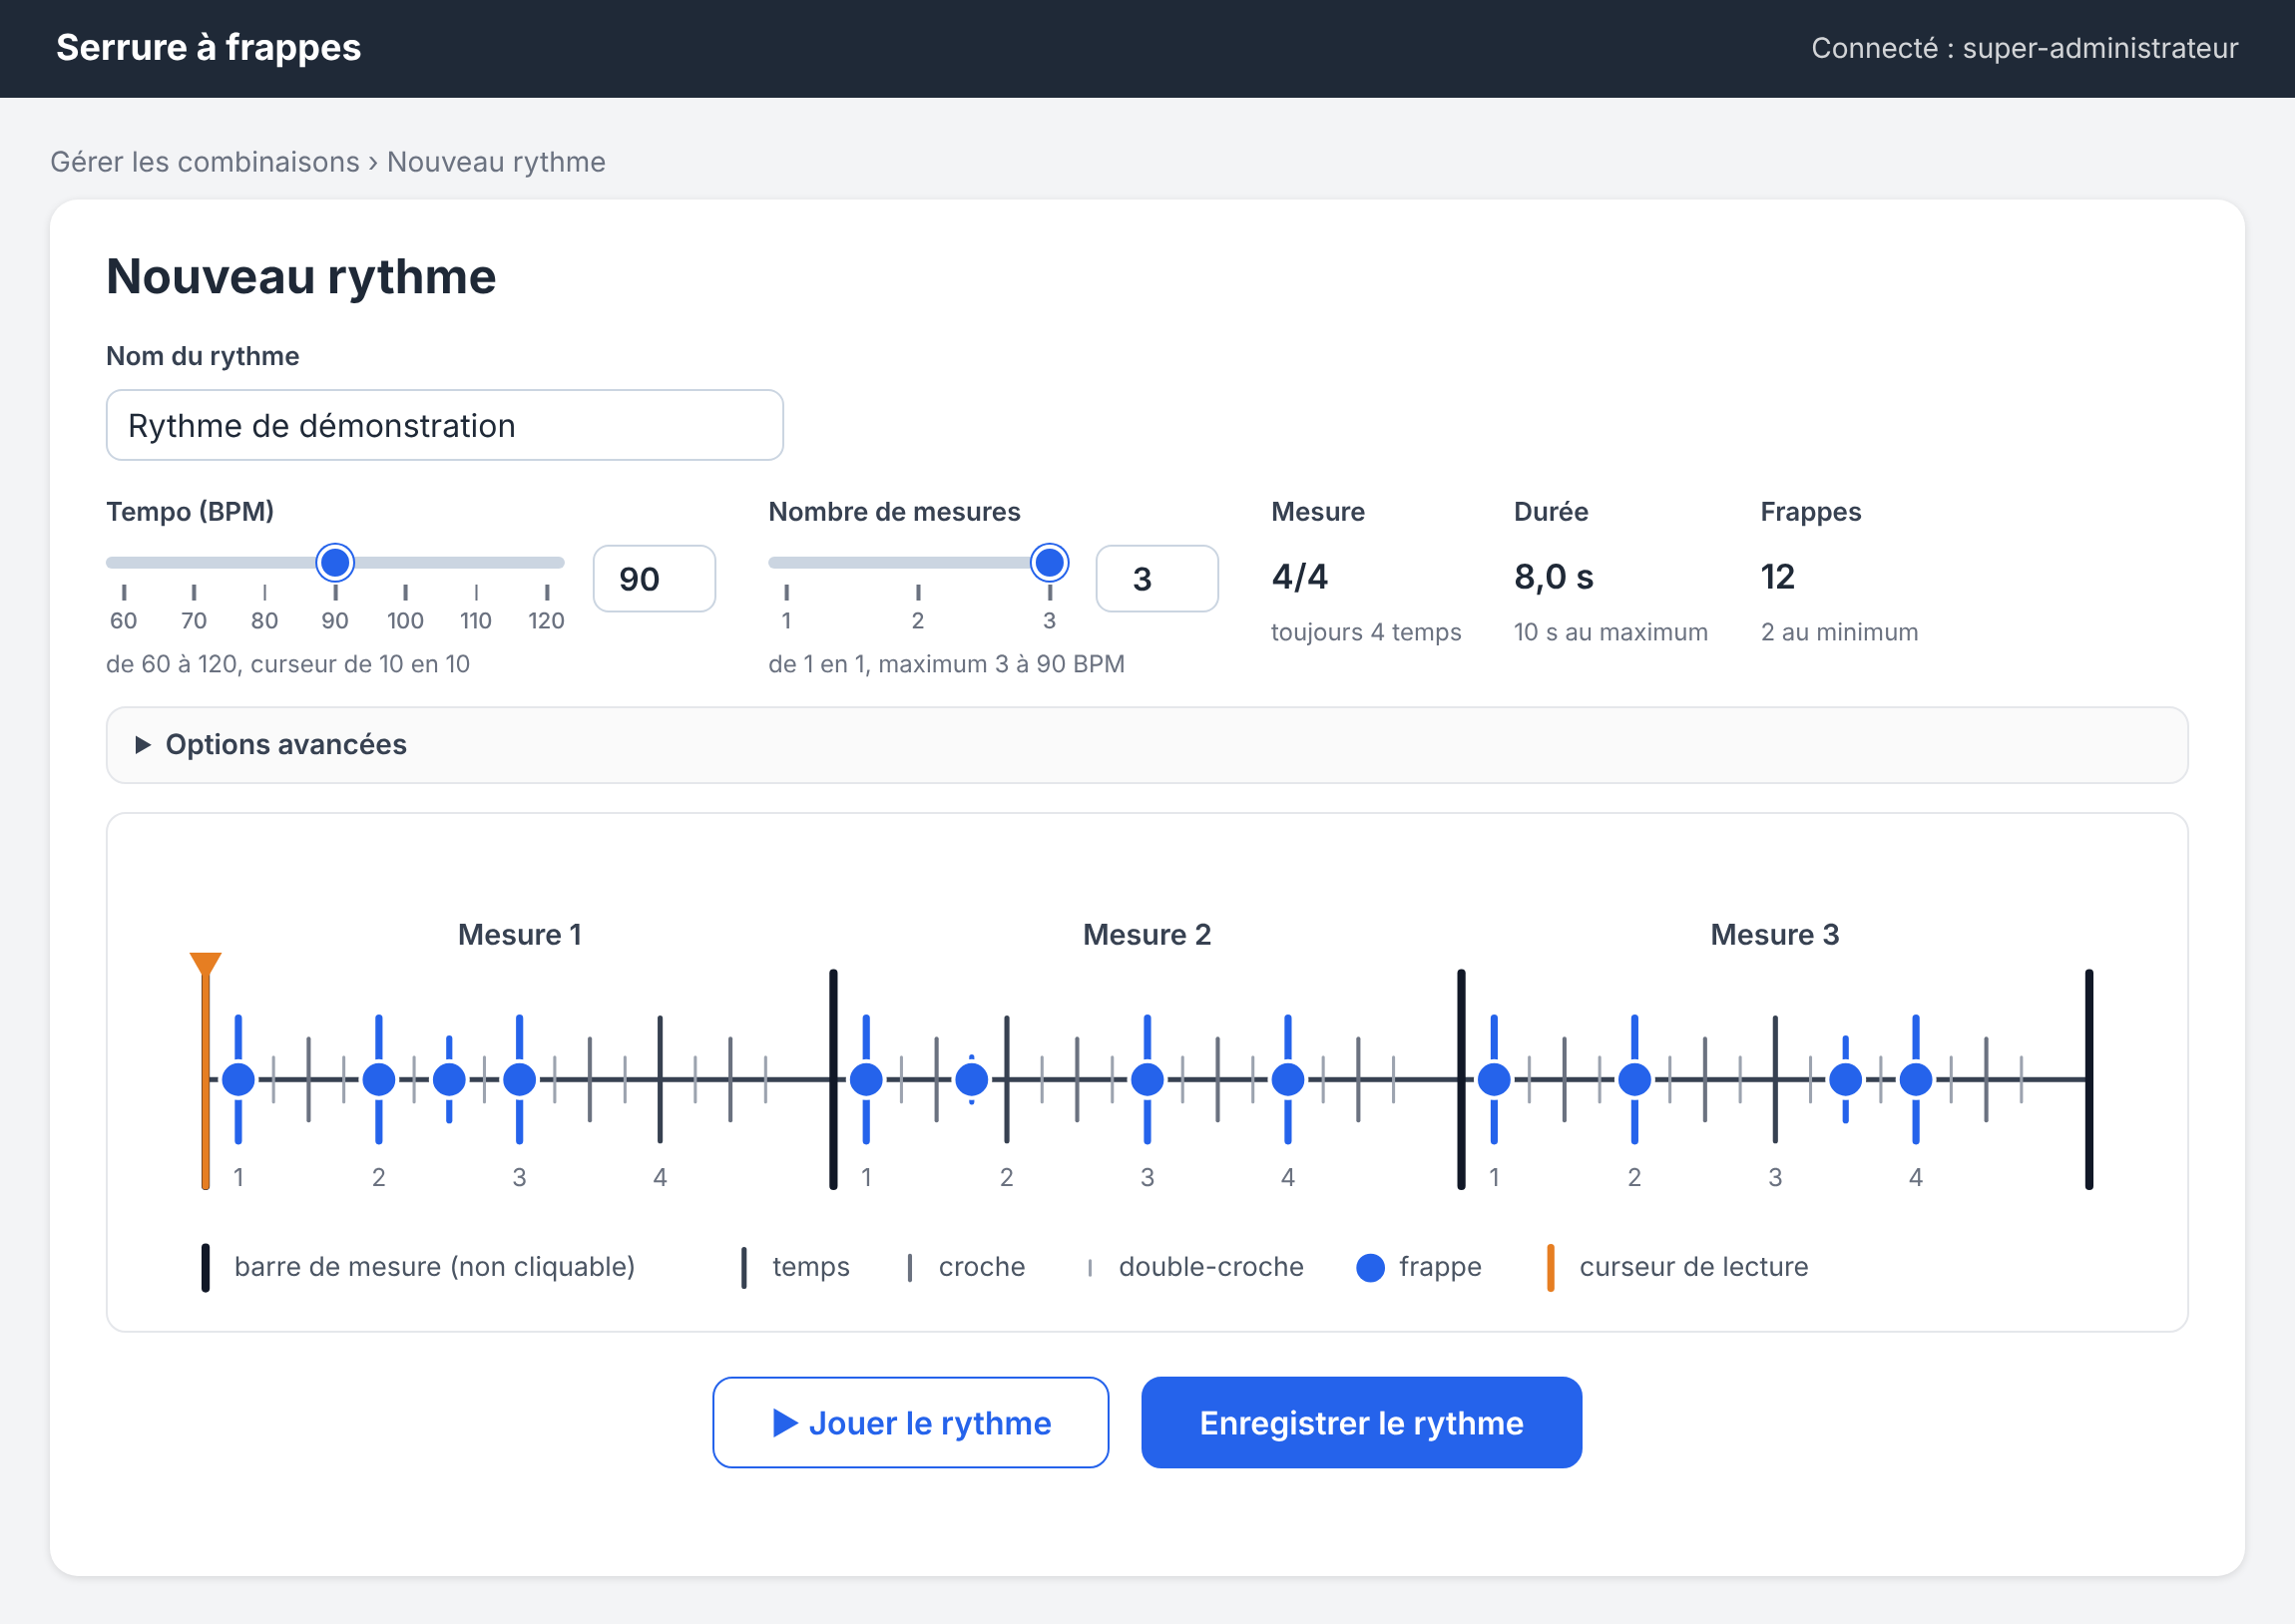 Serrure à frappes
Connecté : super-administrateur
Gérer les combinaisons › Nouveau rythme
Nouveau rythme
Nom du rythme
Rythme de démonstration
Tempo (BPM)
90
60 70 80 90 100 110 120
de 60 à 120, curseur de 10 en 10
Nombre de mesures
3
1 2 3
de 1 en 1, maximum 3 à 90 BPM
Mesure
4/4
toujours 4 temps
Durée
8,0 s
10 s au maximum
Frappes
12
2 au minimum
▶ Options avancées
Mesure 1 Mesure 2 Mesure 3
1 2 3 4 1 2 3 4 1 2 3 4
barre de mesure (non cliquable) temps croche double-croche frappe curseur de lecture
▶ Jouer le rythme
Enregistrer le rythme